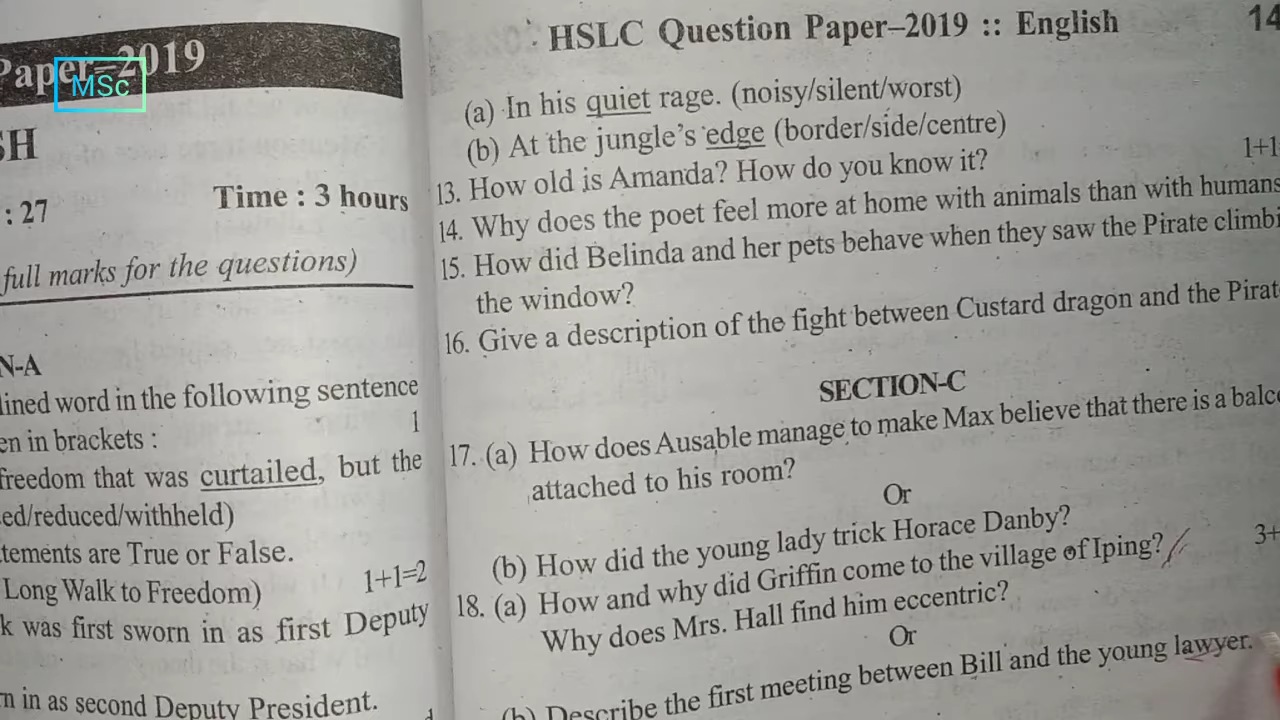 Paper–2019
MSc
SH
Time : 3 hours
: 27
full marks for the questions)
N-A
lined word in the following sentence
en in brackets :
1
freedom that was curtailed, but the
ed/reduced/withheld)
tements are True or False.
Long Walk to Freedom)
1+1=2
k was first sworn in as first Deputy
n in as second Deputy President.
HSLC Question Paper–2019 :: English
14
(a) In his quiet rage. (noisy/silent/worst)
(b) At the jungle's edge (border/side/centre)
13. How old is Amanda? How do you know it?
1+1
14. Why does the poet feel more at home with animals than with humans
15. How did Belinda and her pets behave when they saw the Pirate climbi
the window?
16. Give a description of the fight between Custard dragon and the Pirat
SECTION-C
17. (a) How does Ausable manage to make Max believe that there is a balc
attached to his room?
Or
(b) How did the young lady trick Horace Danby?
18. (a) How and why did Griffin come to the village of Iping?
3+
Why does Mrs. Hall find him eccentric?
Or
(b) Describe the first meeting between Bill and the young lawyer.